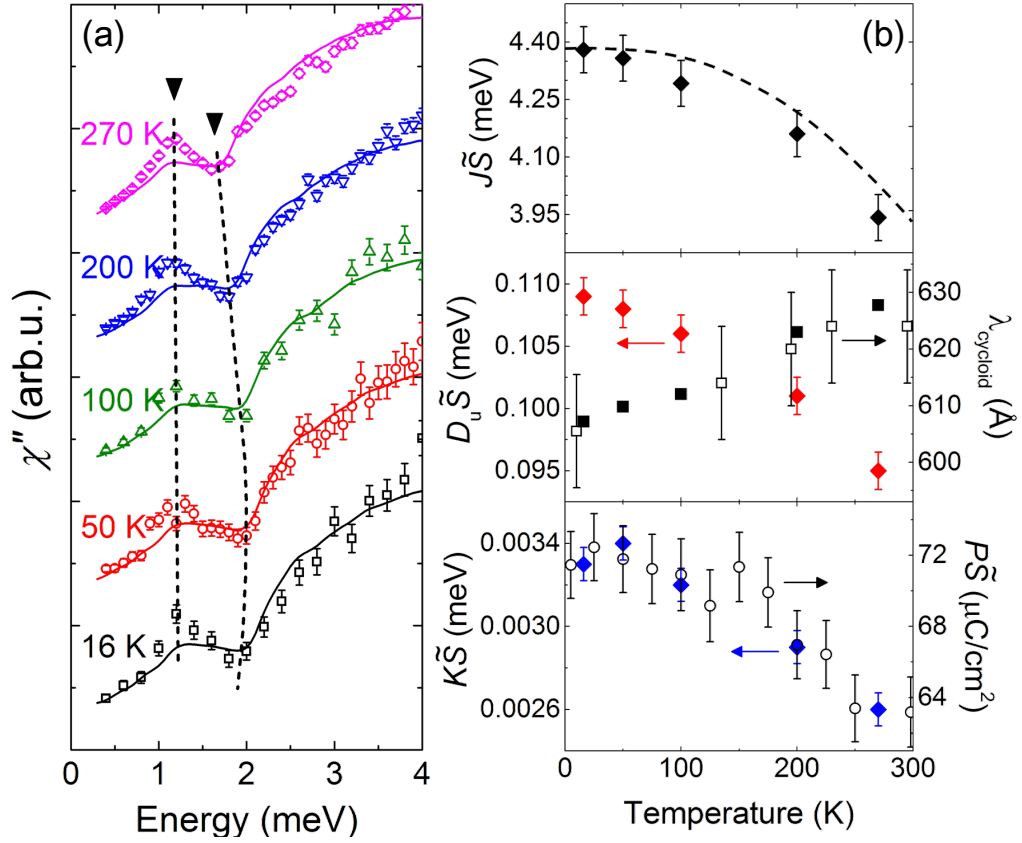 (a)
270 K
200 K
100 K
50 K
16 K
χ″ (arb.u.)
0 1 2 3 4
Energy (meV)
(b)
4.40
4.25
4.10
3.95
JS̃ (meV)
0.110
0.105
0.100
0.095
DᵤS̃ (meV)
630
620
610
600
λcycloid (Å)
0.0034
0.0030
0.0026
KS̃ (meV)
72
68
64
PS̃ (µC/cm²)
0 100 200 300
Temperature (K)